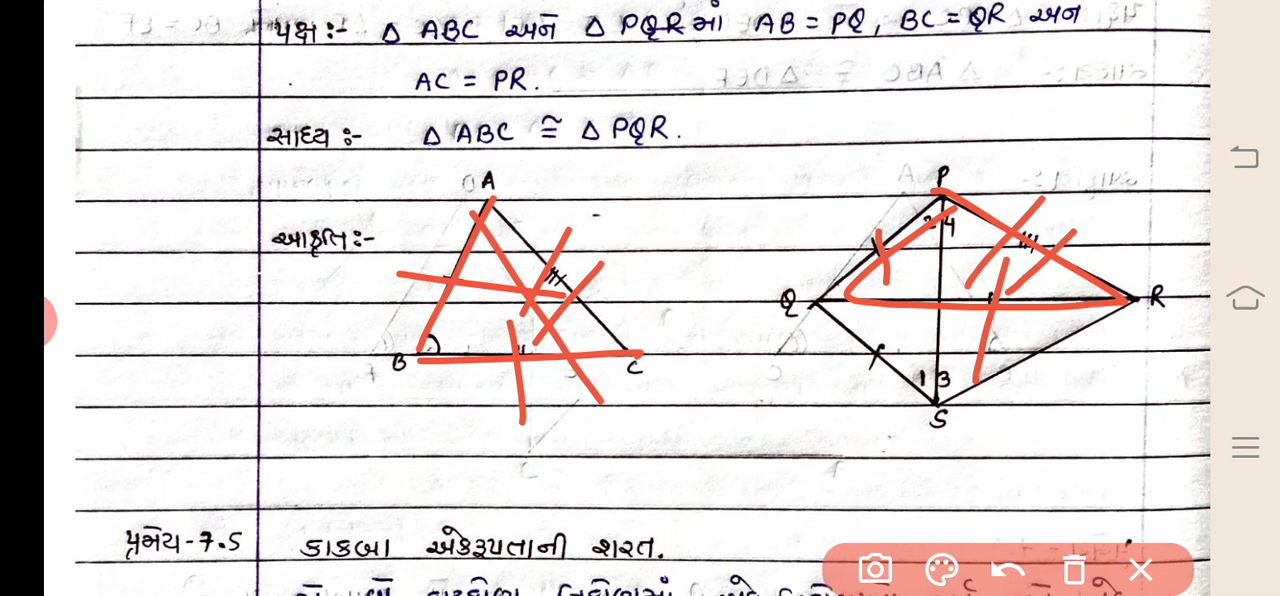 પક્ષ :- △ ABC અને △ PQR માં AB = PQ, BC = QR અન
AC = PR.
સાધ્ય :- △ ABC ≅ △ PQR.
A
P
આકૃતિ :-
2 4
Q
R
B
C
1 3
S
પ્રમેય - 7.5
કાકબા એકરૂપતાની શરત.